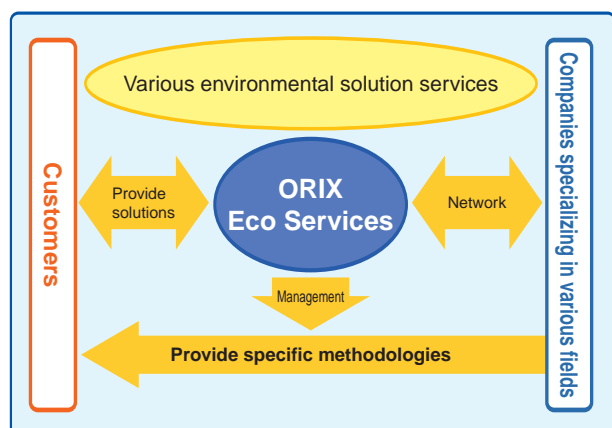 Various environmental solution services
Customers
Provide
solutions
ORIX
Eco Services
Network
Companies specializing in various fields
Management
Provide specific methodologies